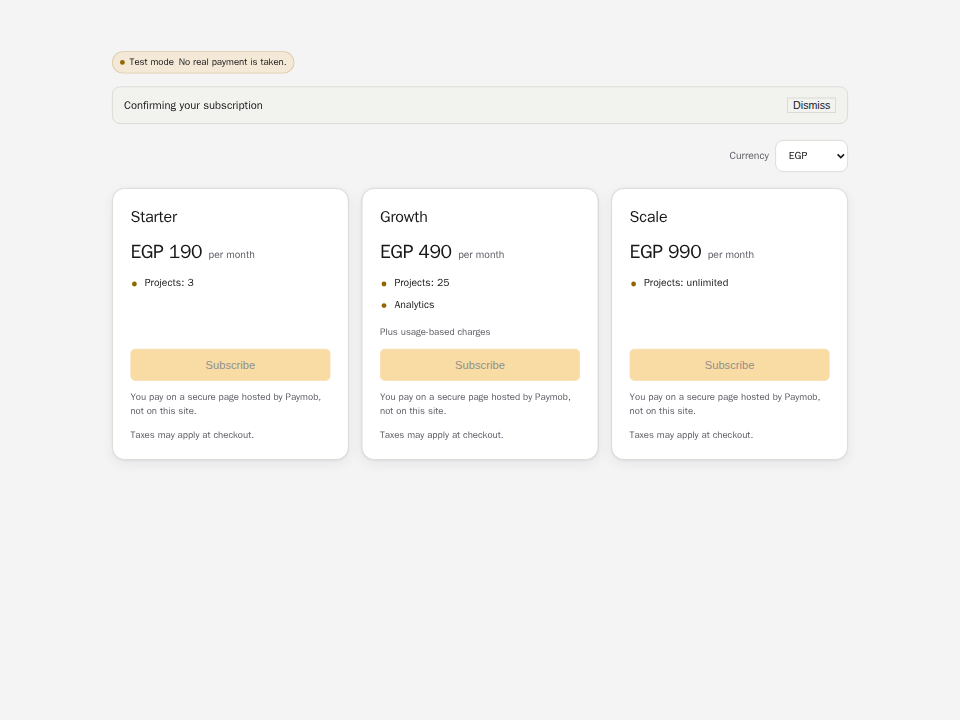 Test mode No real payment is taken.
Confirming your subscription
Dismiss
Currency
EGP
Starter
EGP 190 per month
Projects: 3
Subscribe
You pay on a secure page hosted by Paymob,
not on this site.
Taxes may apply at checkout.
Growth
EGP 490 per month
Projects: 25
Analytics
Plus usage-based charges
Subscribe
You pay on a secure page hosted by Paymob,
not on this site.
Taxes may apply at checkout.
Scale
EGP 990 per month
Projects: unlimited
Subscribe
You pay on a secure page hosted by Paymob,
not on this site.
Taxes may apply at checkout.